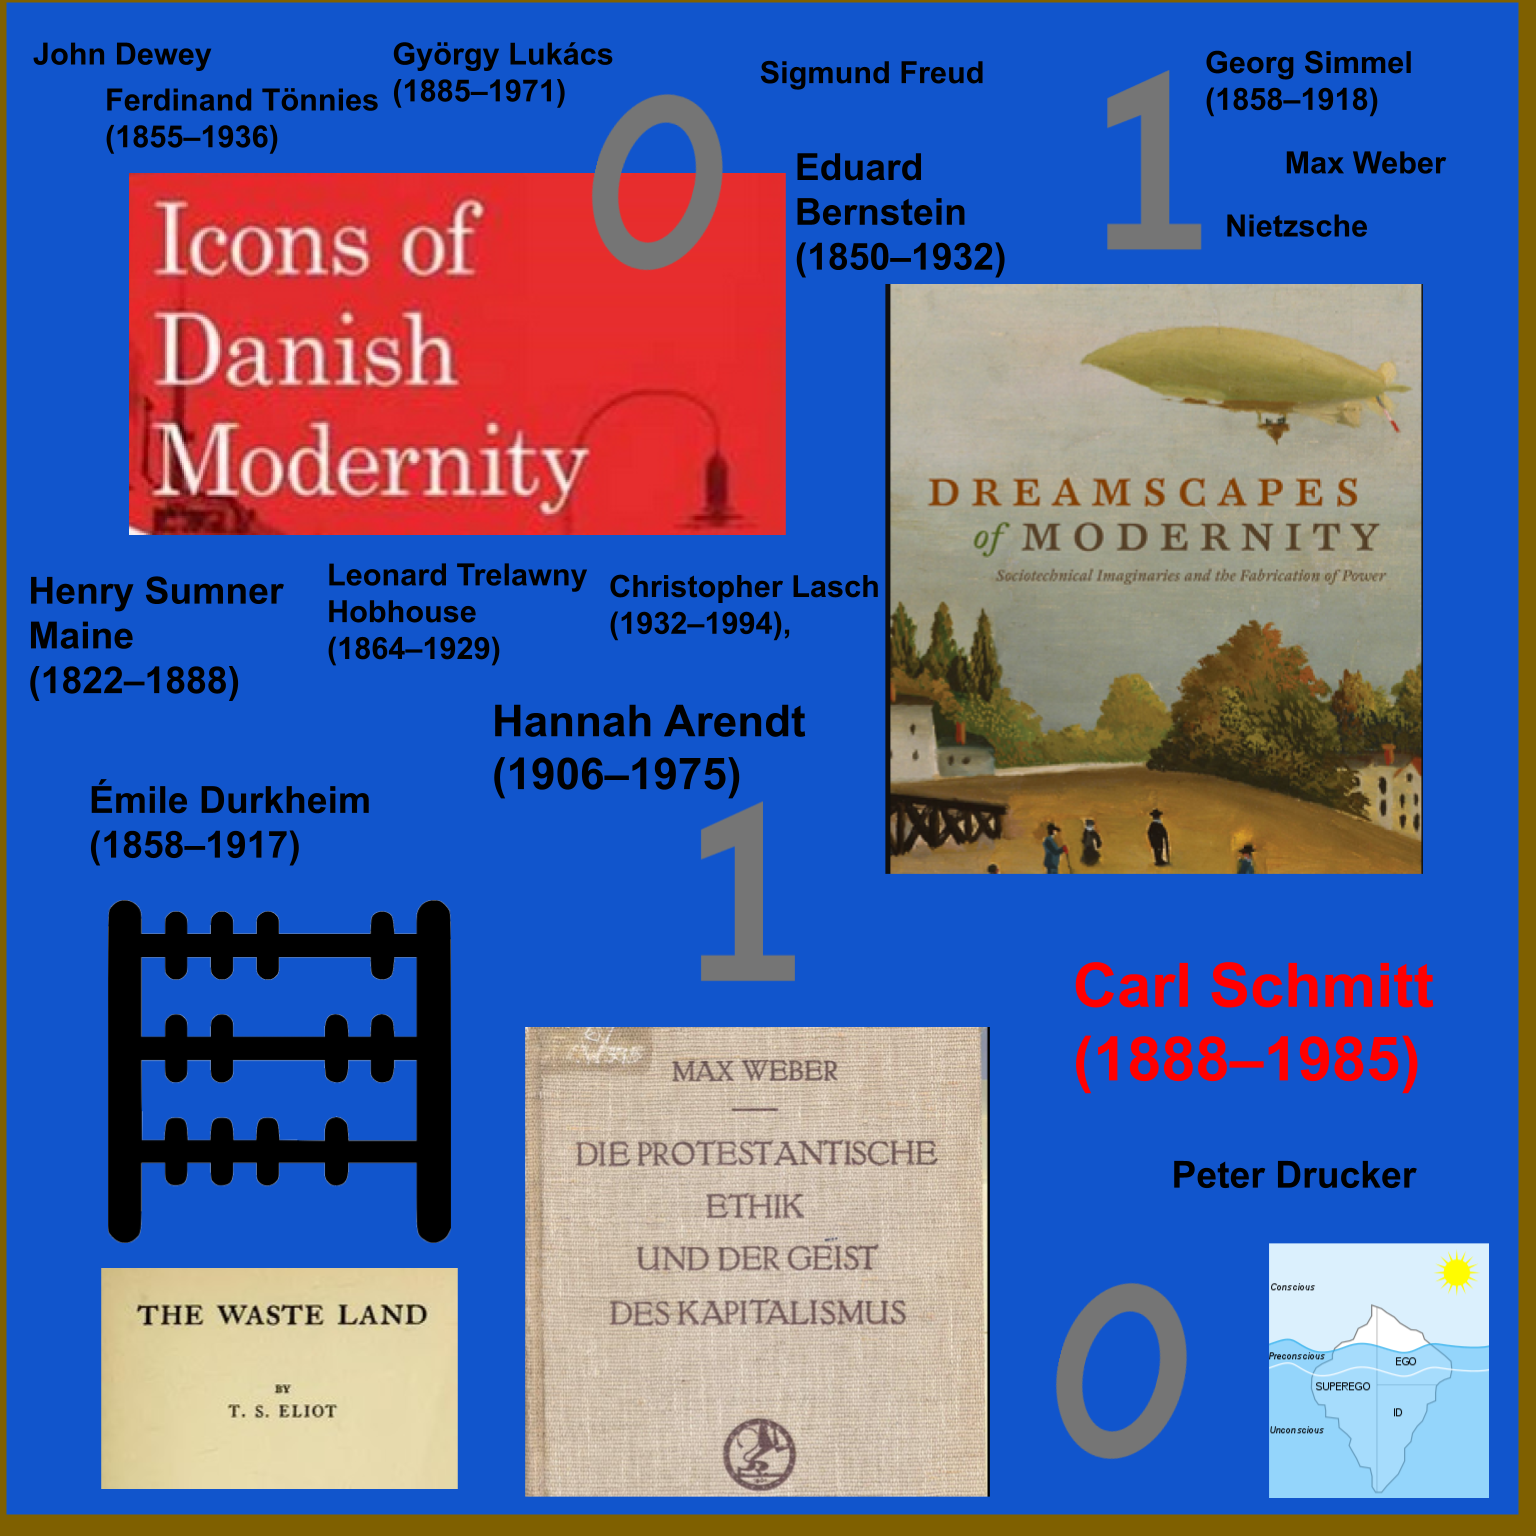 John Dewey
Ferdinand Tönnies
(1855–1936)
György Lukács
(1885–1971)
0
Sigmund Freud
1
Georg Simmel
(1858–1918)
Max Weber
Nietzsche
Eduard
Bernstein
(1850–1932)
Icons of
Danish
Modernity
DREAMSCAPES
of MODERNITY
Sociotechnical Imaginaries and the Fabrication of Power
Henry Sumner
Maine
(1822–1888)
Leonard Trelawny
Hobhouse
(1864–1929)
Christopher Lasch
(1932–1994),
Hannah Arendt
(1906–1975)
Émile Durkheim
(1858–1917)
1
Carl Schmitt
(1888–1985)
Peter Drucker
MAX WEBER
DIE PROTESTANTISCHE
ETHIK
UND DER GEIST
DES KAPITALISMUS
THE WASTE LAND
BY
T. S. ELIOT
0
Conscious
Preconscious
EGO
SUPEREGO
ID
Unconscious